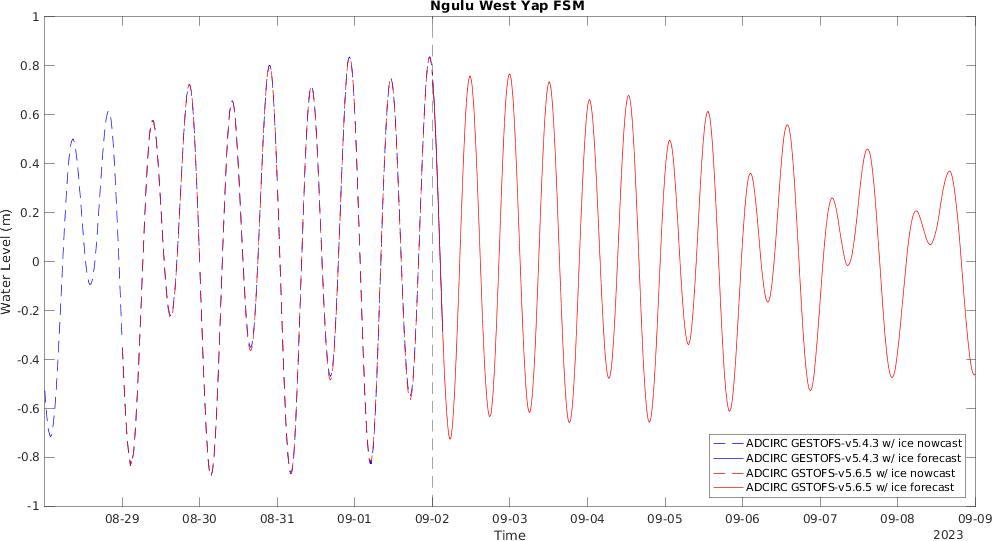 Ngulu West Yap FSM
1
0.8
0.6
0.4
0.2
0
-0.2
-0.4
-0.6
-0.8
-1
Water Level (m)
ADCIRC GESTOFS-v5.4.3 w/ ice nowcast
ADCIRC GESTOFS-v5.4.3 w/ ice forecast
ADCIRC GSTOFS-v5.6.5 w/ ice nowcast
ADCIRC GSTOFS-v5.6.5 w/ ice forecast
08-29 08-30 08-31 09-01 09-02 09-03 09-04 09-05 09-06 09-07 09-08 09-09
Time
2023